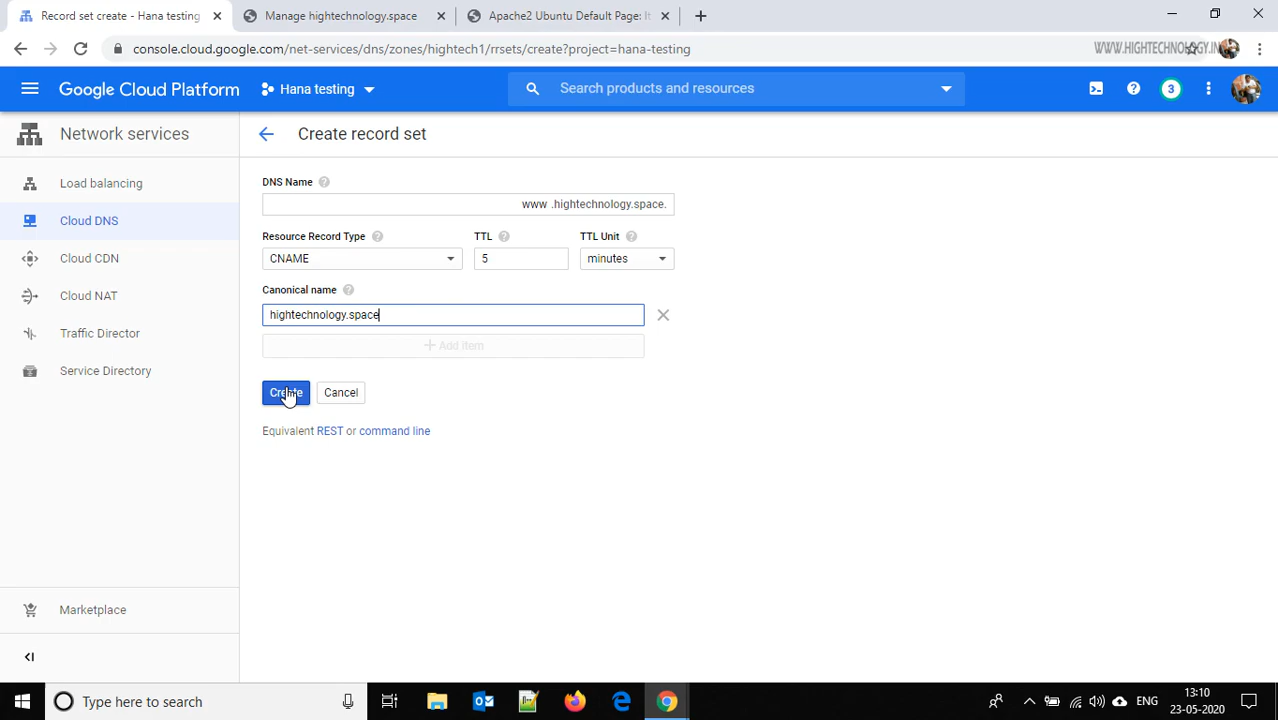 Record set create - Hana testing
Manage hightechnology.space
Apache2 Ubuntu Default Page: It
console.cloud.google.com/net-services/dns/zones/hightech1/rrsets/create?project=hana-testing
WWW.HIGHTECHNOLOGY.IN
Google Cloud Platform
Hana testing
Search products and resources
3
Network services
Create record set
Load balancing
Cloud DNS
Cloud CDN
Cloud NAT
Traffic Director
Service Directory
Marketplace
DNS Name
www .hightechnology.space.
Resource Record Type
TTL
TTL Unit
CNAME
5
minutes
Canonical name
hightechnology.space
+ Add item
Create
Cancel
Equivalent REST or command line
Type here to search
ENG
13:10
23-05-2020